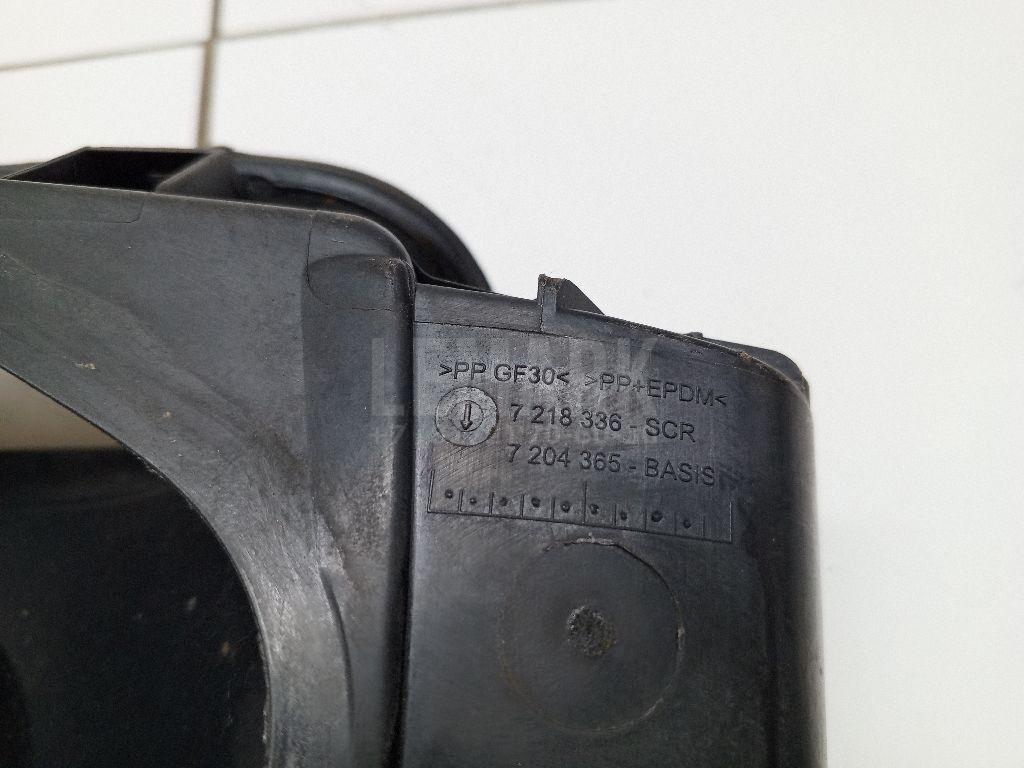 >PP GF30< >PP+EPDM<
7 218 336 - SCR
7 204 365 - BASIS